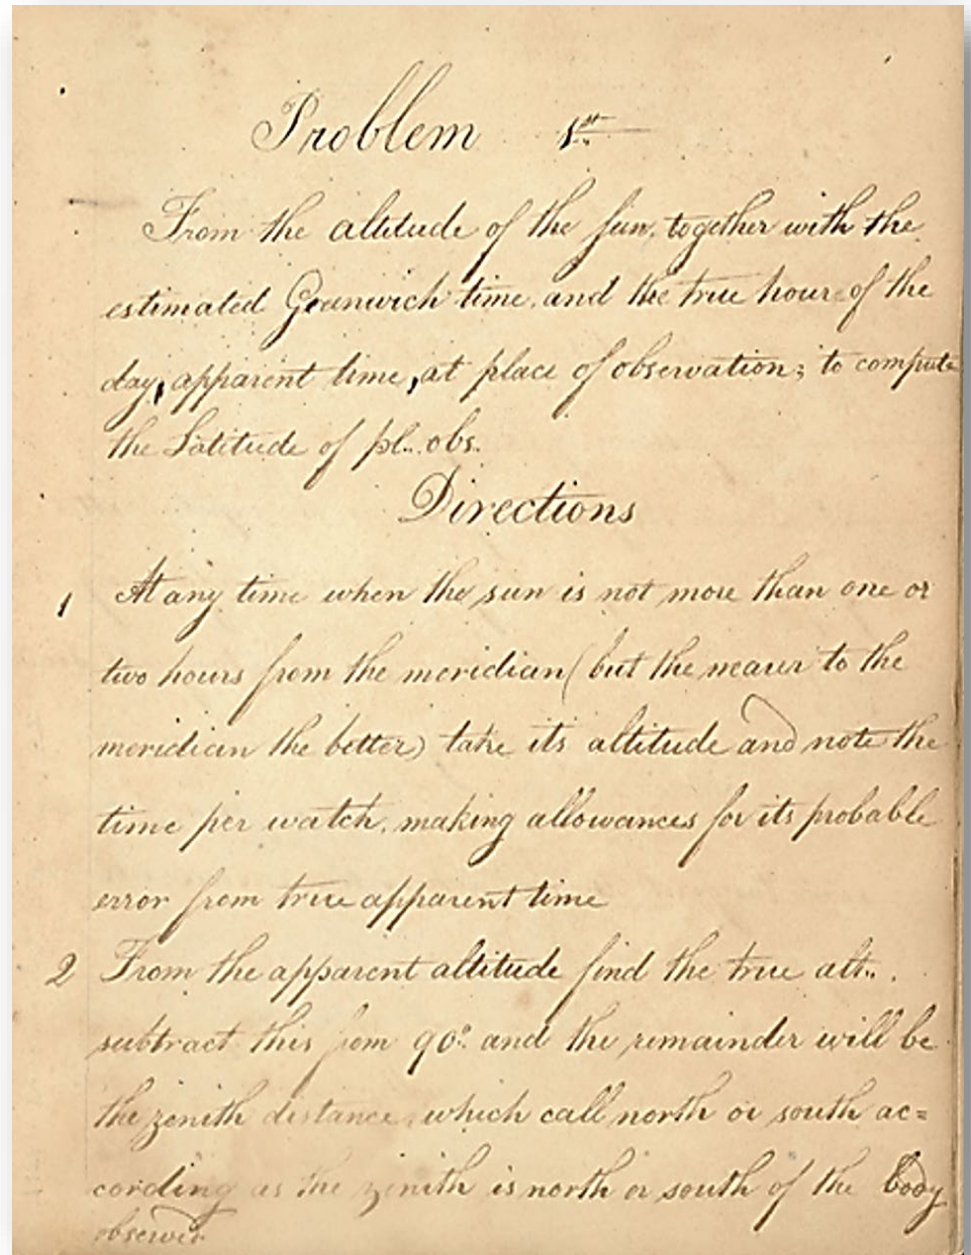 Problem 1st
From the altitude of the sun, together with the
estimated Greenwich time, and the true hour of the
day, apparent time, at place of observation; to compute
the Latitude of pl.. obs.
Directions
1 At any time when the sun is not more than one or
two hours from the meridian (but the nearer to the
meridian the better) take its altitude and note the
time per watch, making allowances for its probable
error from true apparent time
2 From the apparent altitude find the true alt..
subtract this from 90° and the remainder will be
the zenith distance, which call north or south ac=
cording as the zenith is north or south of the body
observed